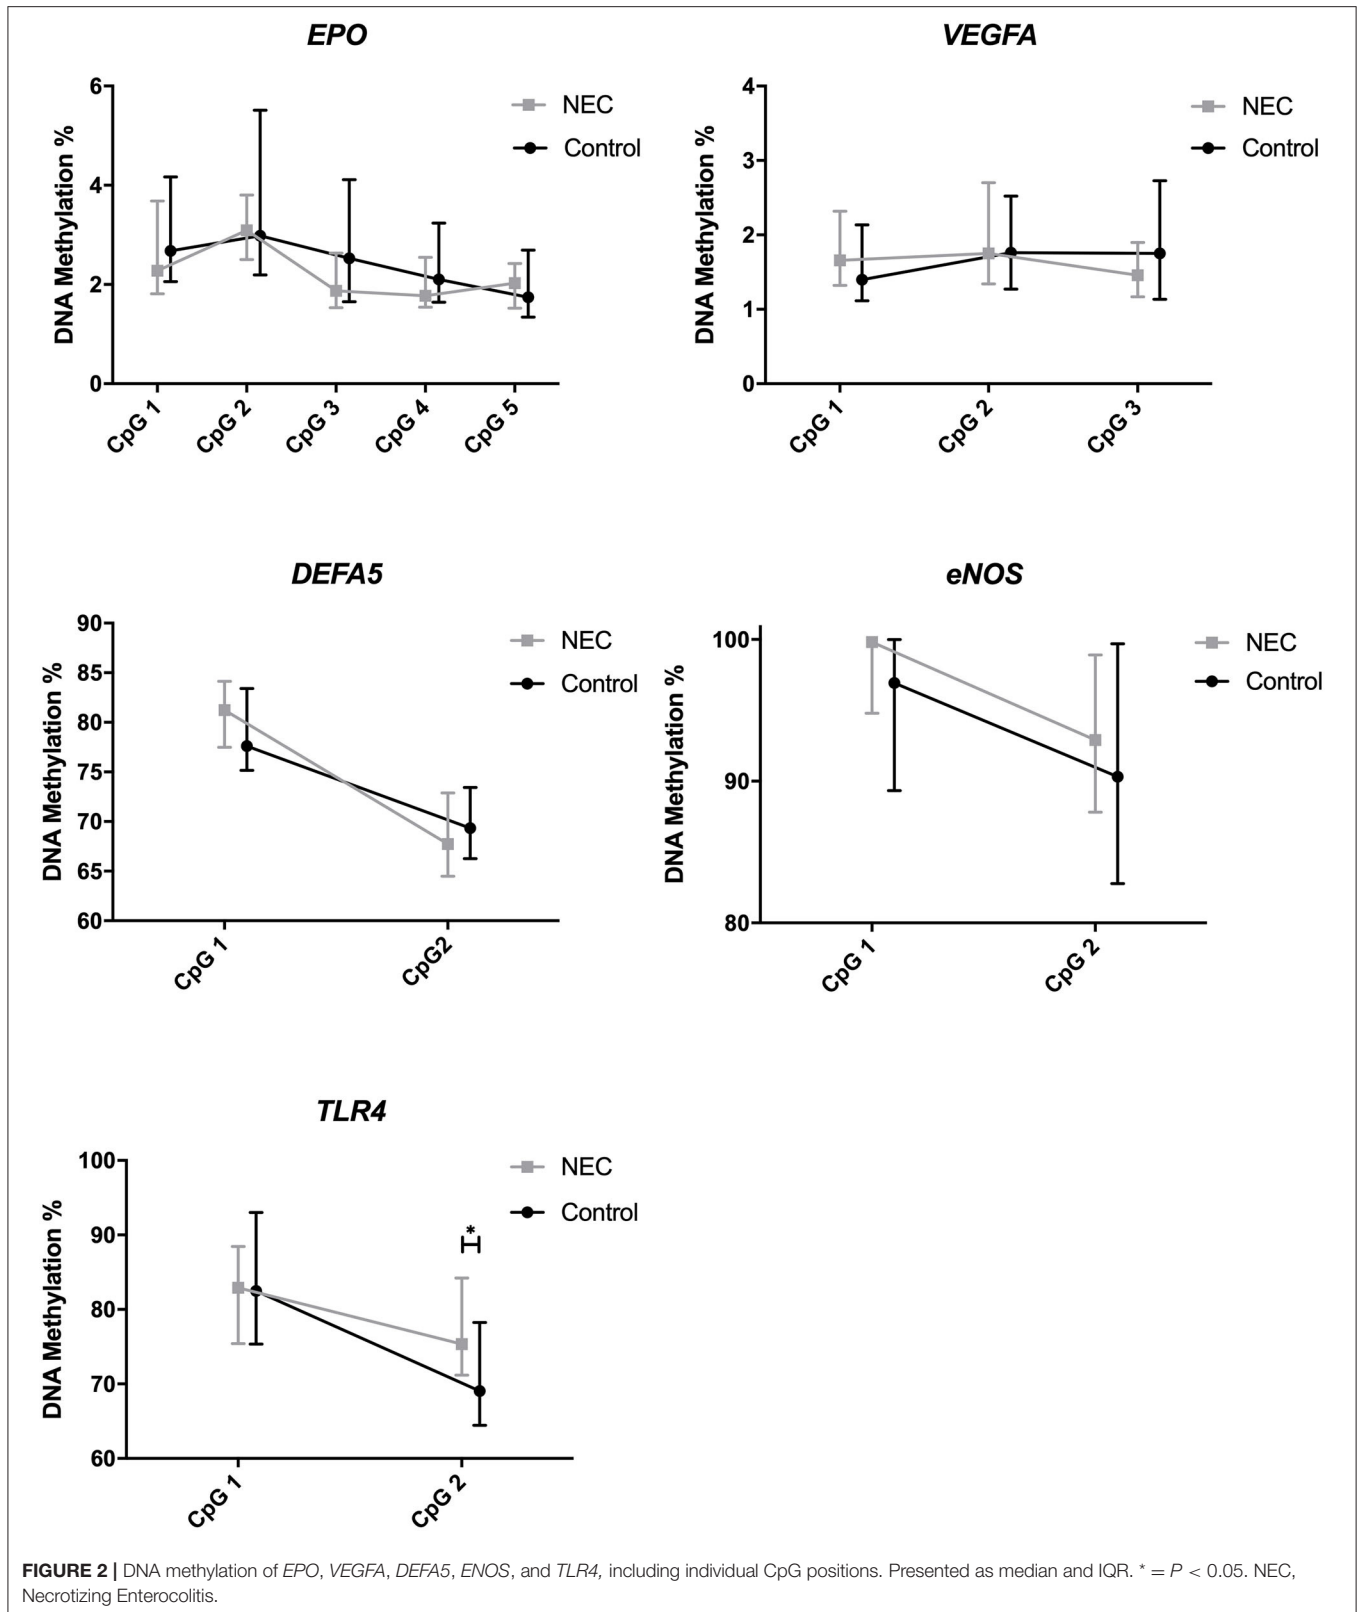 EPO
DNA Methylation %
6
4
2
0
CpG 1
CpG 2
CpG 3
CpG 4
CpG 5
NEC
Control
VEGFA
DNA Methylation %
4
3
2
1
0
CpG 1
CpG 2
CpG 3
NEC
Control
DEFA5
DNA Methylation %
90
85
80
75
70
65
60
CpG 1
CpG2
NEC
Control
eNOS
DNA Methylation %
100
90
80
CpG 1
CpG 2
NEC
Control
TLR4
DNA Methylation %
100
90
80
70
60
CpG 1
CpG 2
*
NEC
Control
FIGURE 2 | DNA methylation of EPO, VEGFA, DEFA5, ENOS, and TLR4, including individual CpG positions. Presented as median and IQR. * = P < 0.05. NEC,
Necrotizing Enterocolitis.